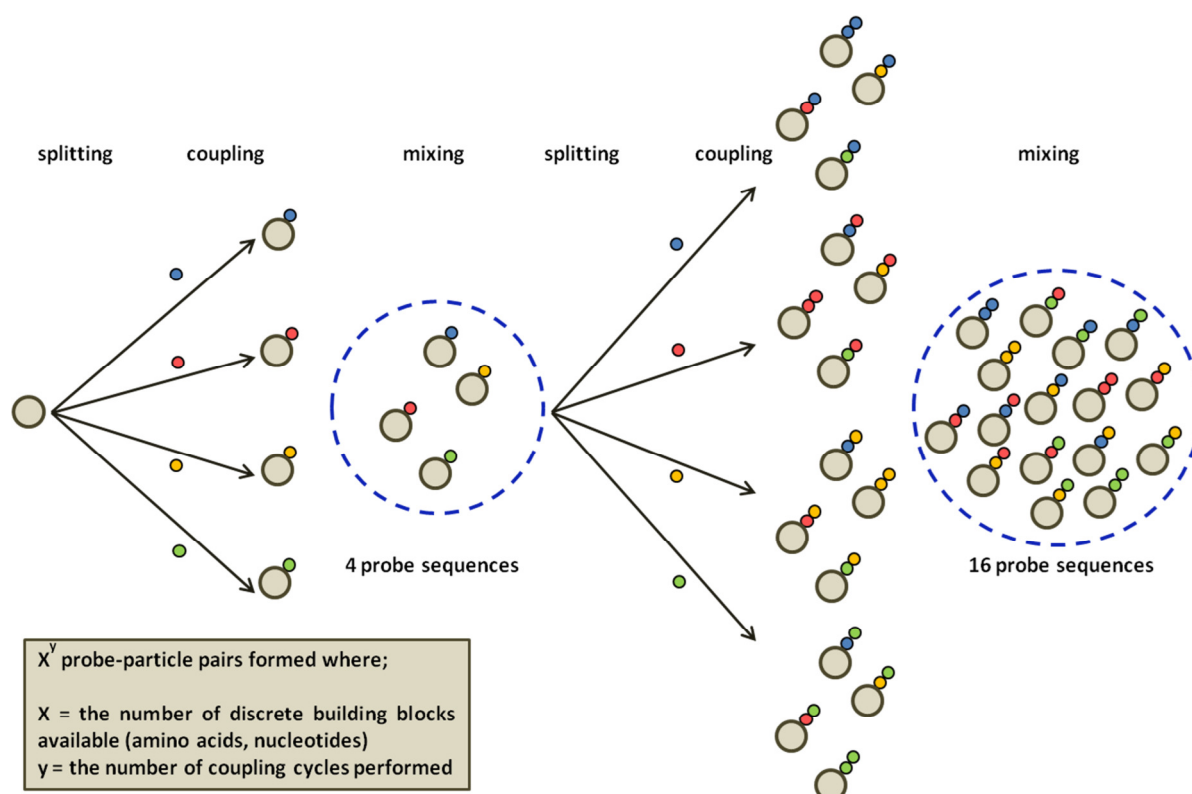 splitting coupling mixing splitting coupling mixing
4 probe sequences
16 probe sequences
X^y probe-particle pairs formed where;
X = the number of discrete building blocks
available (amino acids, nucleotides)
y = the number of coupling cycles performed